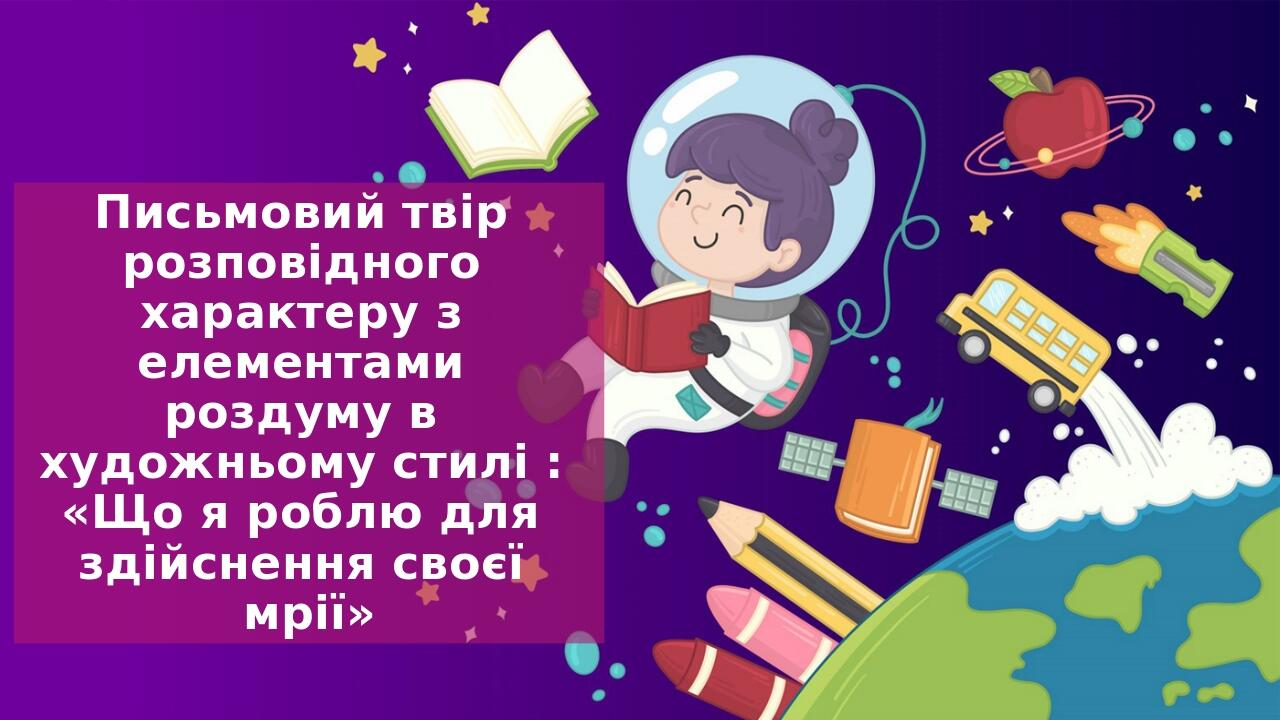 Письмовий твір
розповідного
характеру з
елементами
роздуму в
художньому стилі :
«Що я роблю для
здійснення своєї
мрії»